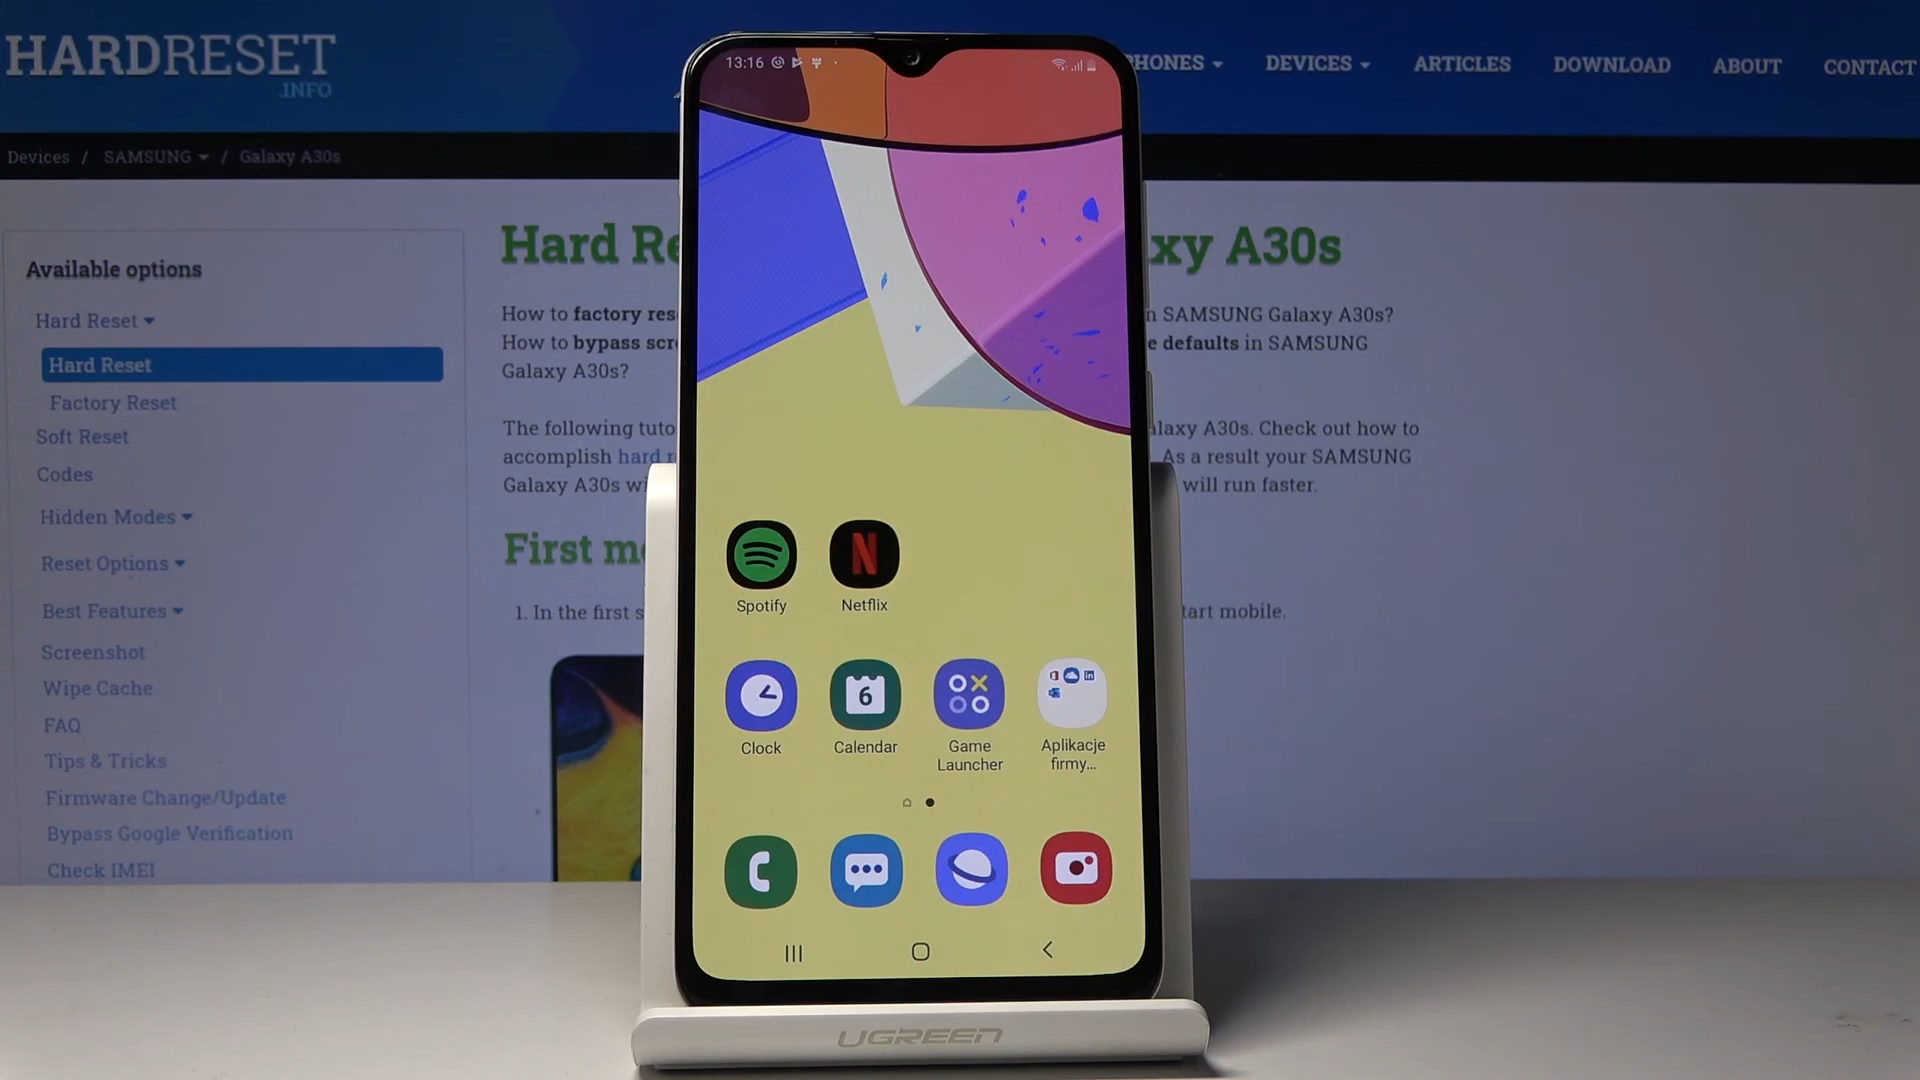 HARDRESET
.INFO
PHONES
DEVICES
ARTICLES
DOWNLOAD
ABOUT
CONTACT
Devices / SAMSUNG / Galaxy A30s
Available options
Hard Reset
Hard Reset
Factory Reset
Soft Reset
Codes
Hidden Modes
Reset Options
Best Features
Screenshot
Wipe Cache
FAQ
Tips & Tricks
Firmware Change/Update
Bypass Google Verification
Check IMEI
Hard Re
xy A30s
How to factory res
n SAMSUNG Galaxy A30s?
How to bypass scr
e defaults in SAMSUNG
Galaxy A30s?
The following tuto
laxy A30s. Check out how to
accomplish hard r
As a result your SAMSUNG
Galaxy A30s wi
will run faster.
First me
1. In the first s
tart mobile.
13:16
Spotify
Netflix
6
Clock
Calendar
Game
Launcher
Aplikacje
firmy...
UGREEN